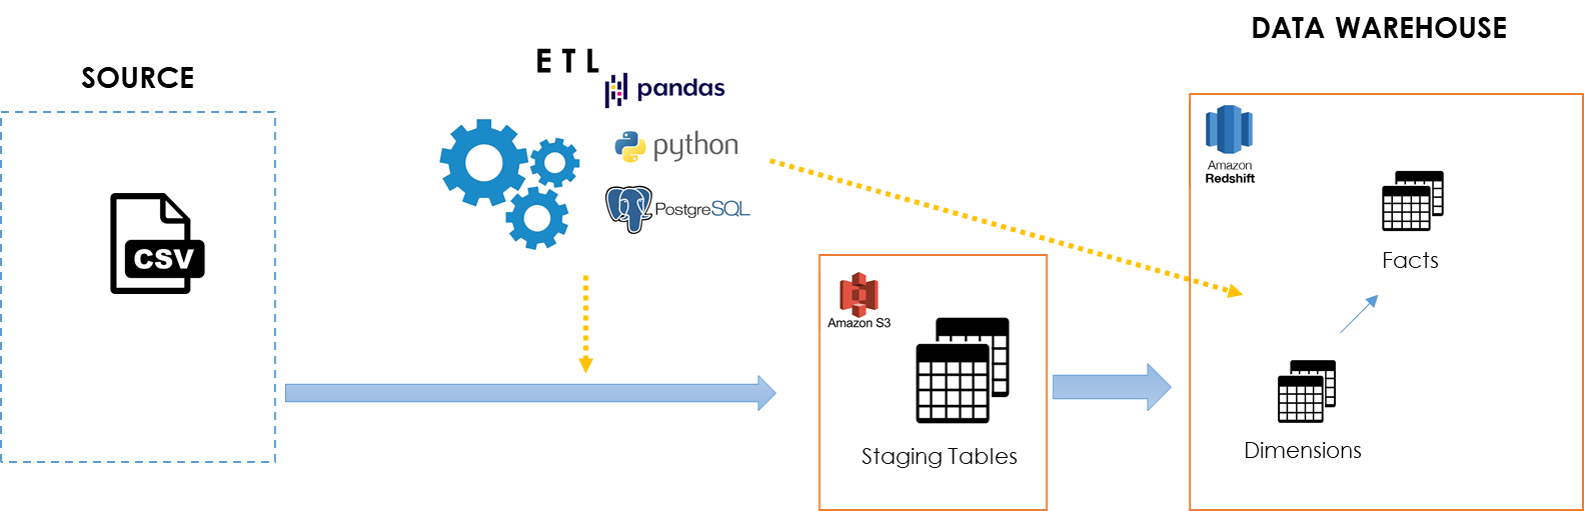 SOURCE
CSV
E T L
pandas
python
PostgreSQL
Amazon S3
Staging Tables
DATA WAREHOUSE
Amazon
Redshift
Facts
Dimensions